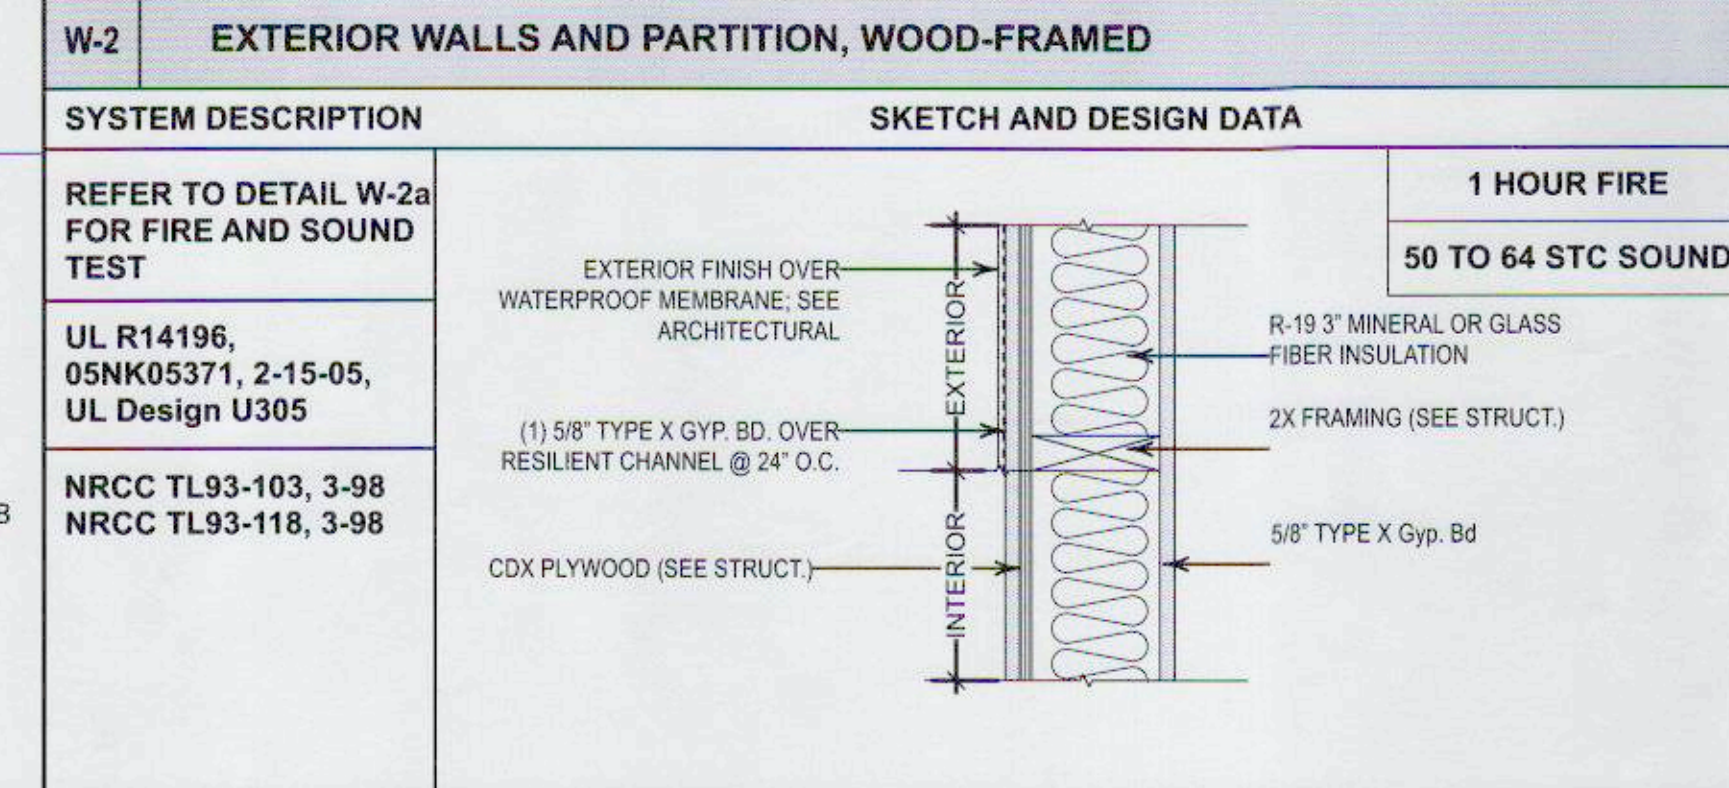 W-2 EXTERIOR WALLS AND PARTITION, WOOD-FRAMED
SYSTEM DESCRIPTION
SKETCH AND DESIGN DATA
REFER TO DETAIL W-2a
FOR FIRE AND SOUND
TEST
UL R14196,
05NK05371, 2-15-05,
UL Design U305
NRCC TL93-103, 3-98
NRCC TL93-118, 3-98
EXTERIOR FINISH OVER
WATERPROOF MEMBRANE; SEE
ARCHITECTURAL
(1) 5/8" TYPE X GYP. BD. OVER
RESILIENT CHANNEL @ 24" O.C.
CDX PLYWOOD (SEE STRUCT.)
EXTERIOR
INTERIOR
1 HOUR FIRE
50 TO 64 STC SOUND
R-19 3" MINERAL OR GLASS
FIBER INSULATION
2X FRAMING (SEE STRUCT.)
5/8" TYPE X Gyp. Bd